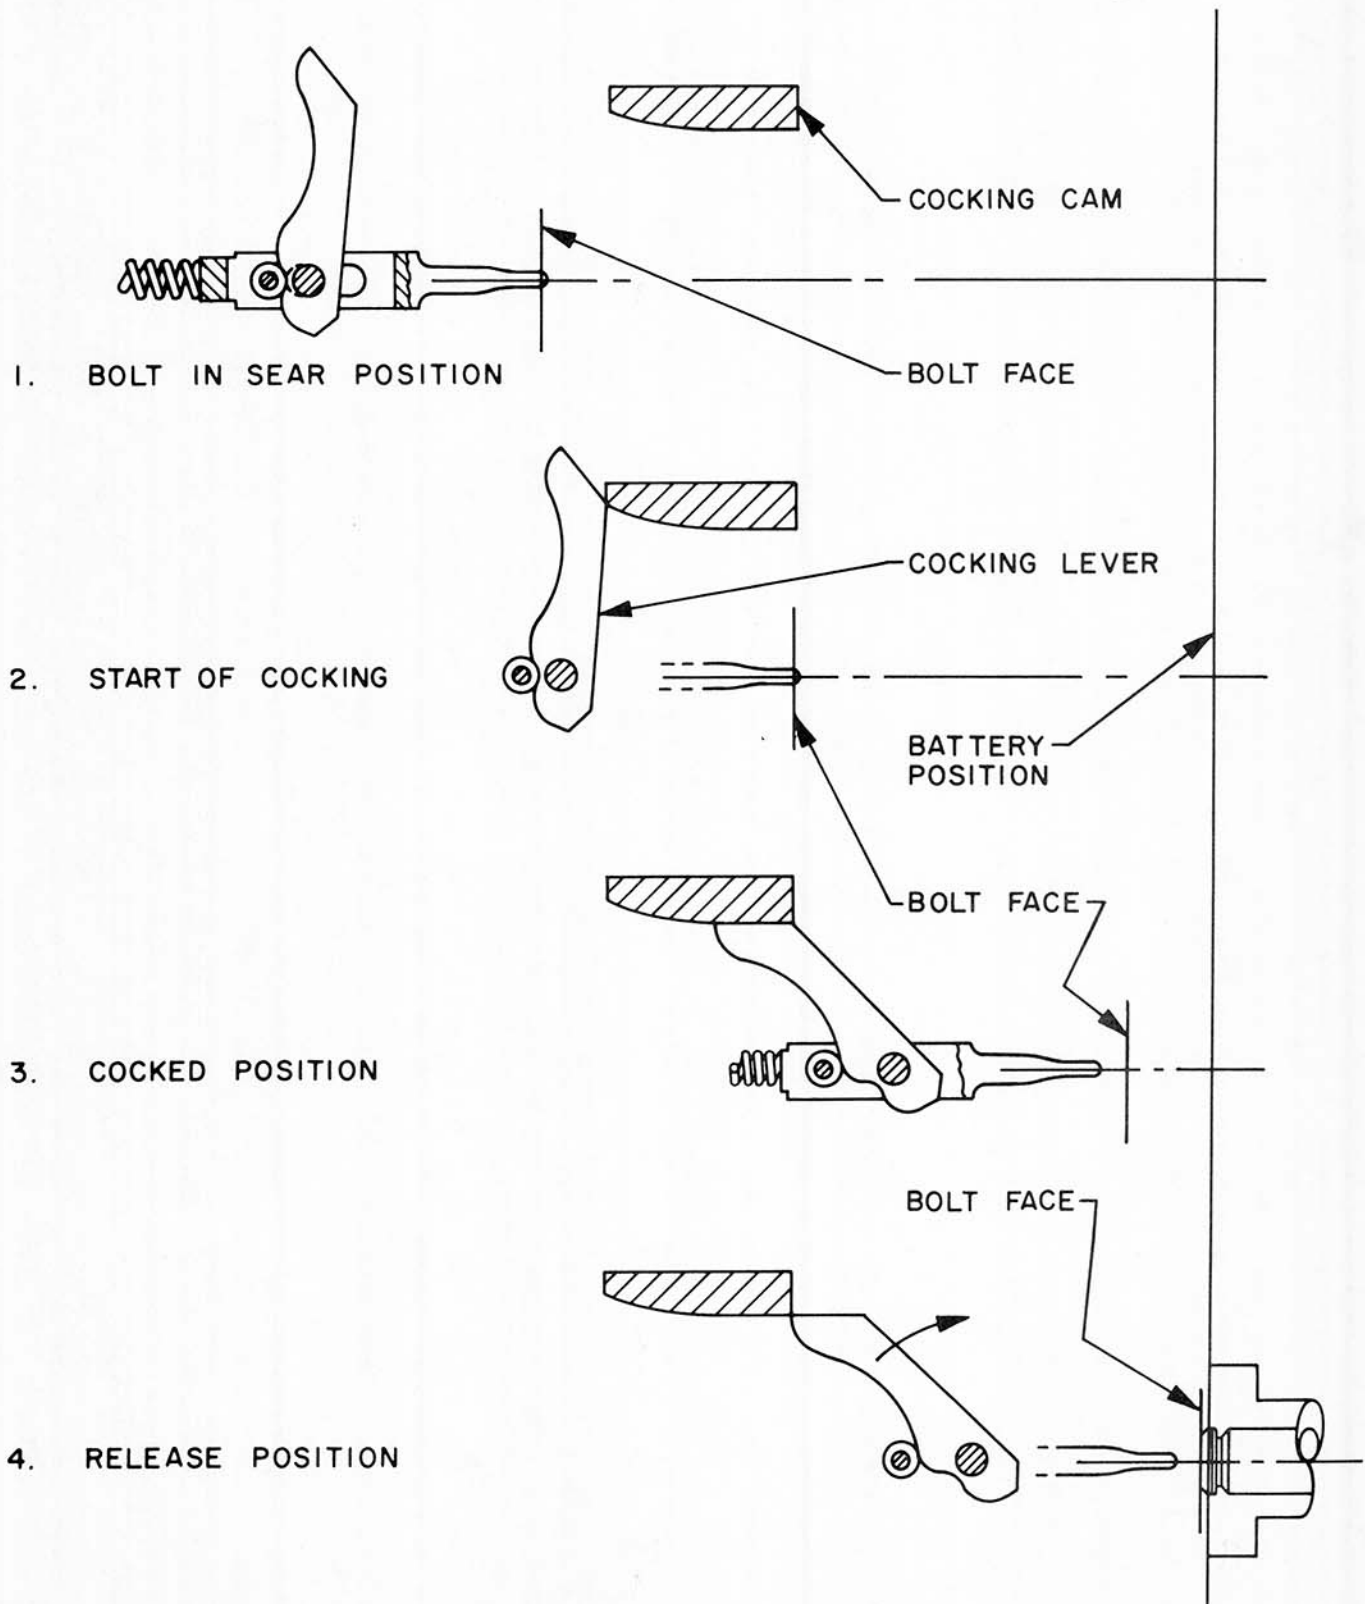 COCKING CAM
BOLT FACE
1. BOLT IN SEAR POSITION
COCKING LEVER
2. START OF COCKING
BATTERY
POSITION
BOLT FACE
3. COCKED POSITION
BOLT FACE
4. RELEASE POSITION